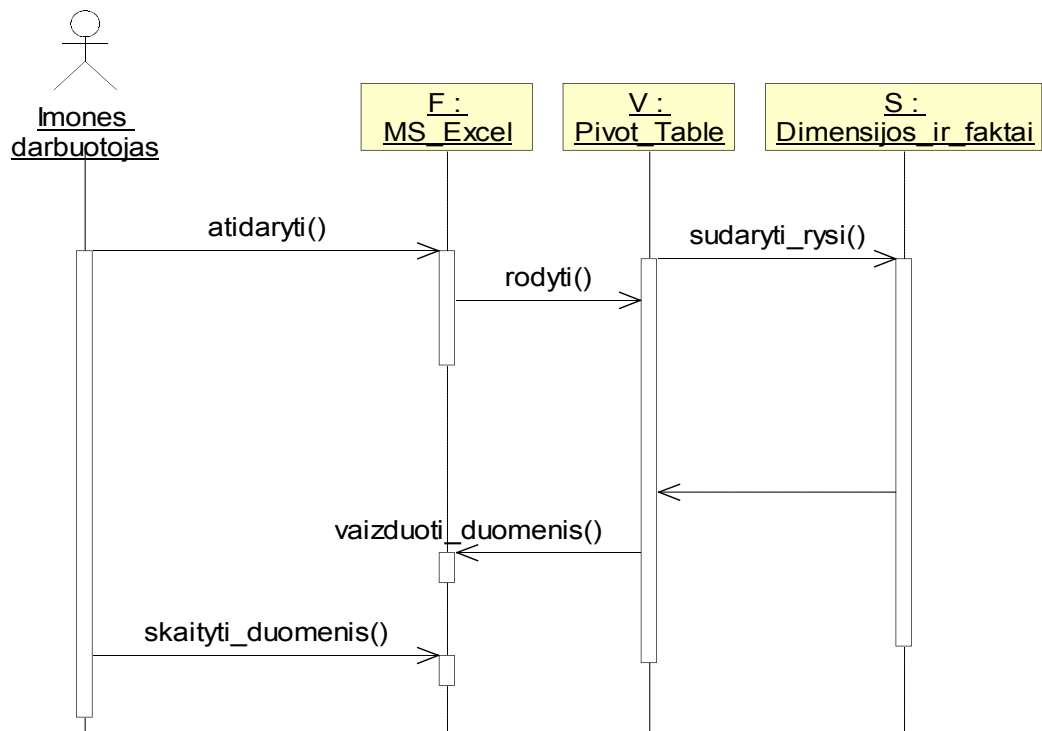 Imones
darbuotojas
F :
MS_Excel
V :
Pivot_Table
S :
Dimensijos_ir_faktai
atidaryti()
sudaryti_rysi()
rodyti()
vaizduoti_duomenis()
skaityti_duomenis()